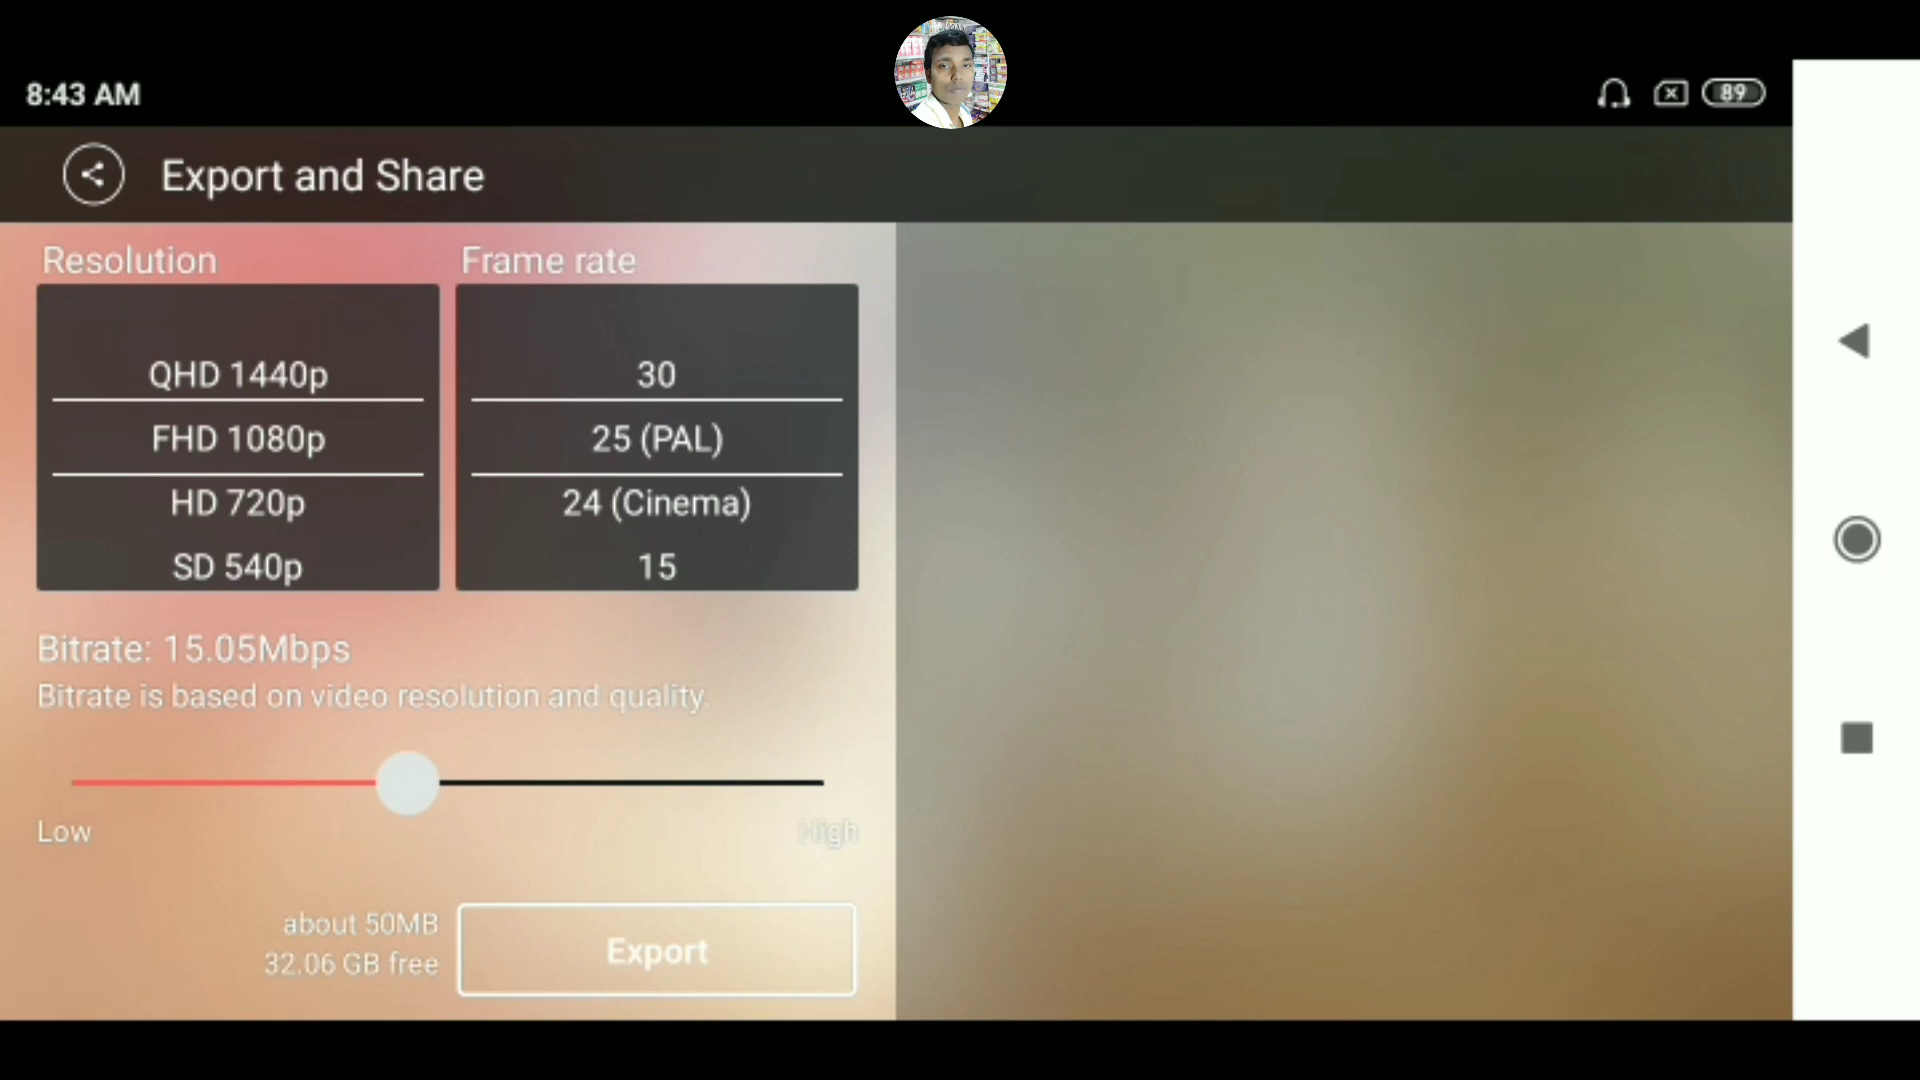 8:43 AM
89
Export and Share
Resolution
Frame rate
QHD 1440p
FHD 1080p
HD 720p
SD 540p
30
25 (PAL)
24 (Cinema)
15
Bitrate: 15.05Mbps
Bitrate is based on video resolution and quality.
Low
High
about 50MB
32.06 GB free
Export